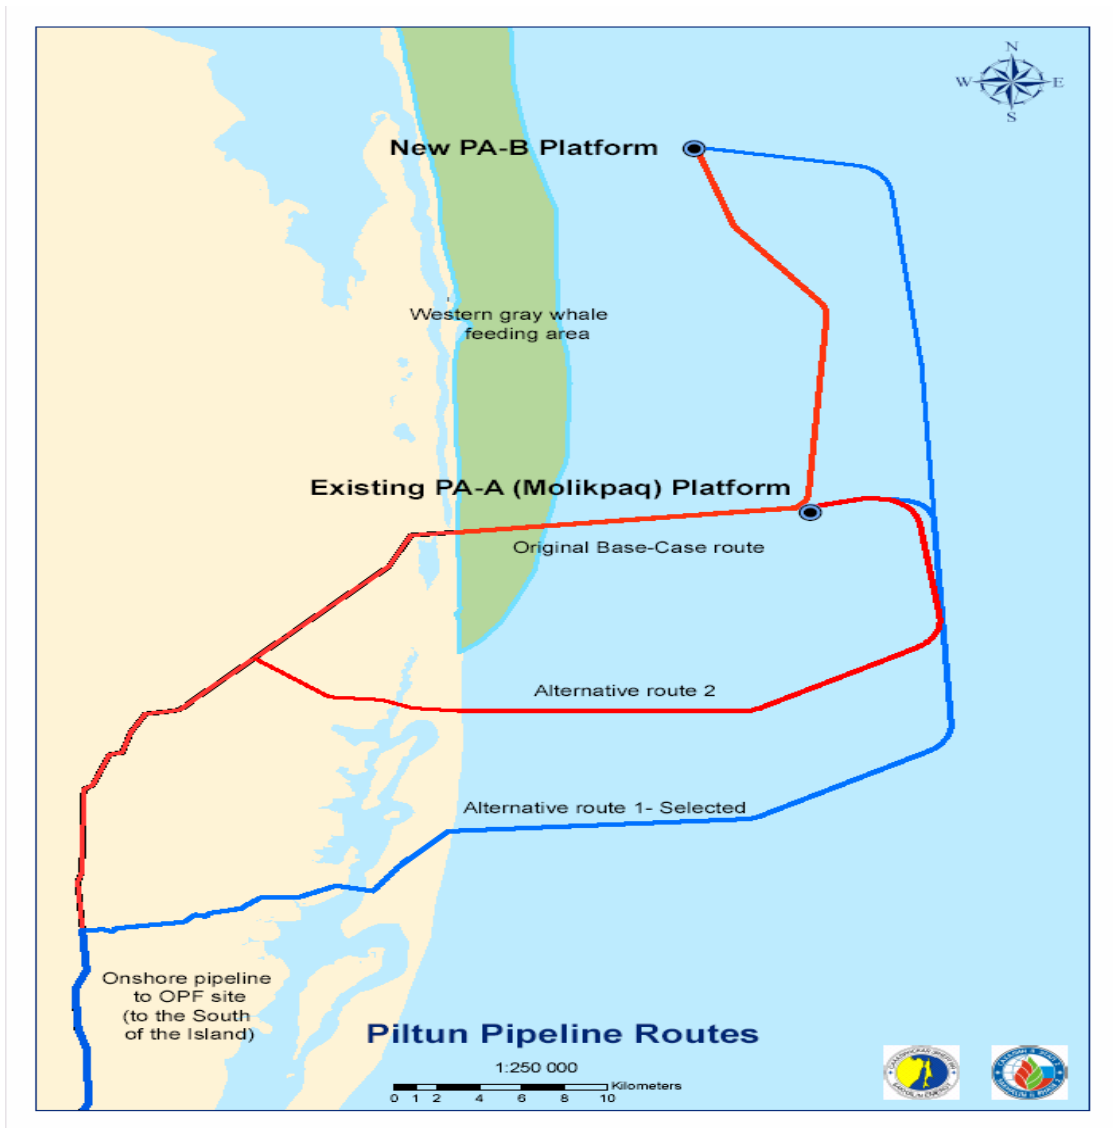 N
W E
S
New PA-B Platform
Western gray whale
feeding area
Existing PA-A (Molikpaq) Platform
Original Base-Case route
Alternative route 2
Alternative route 1- Selected
Onshore pipeline
to OPF site
(to the South
of the Island)
Piltun Pipeline Routes
1:250 000
Kilometers
0 1 2 4 6 8 10